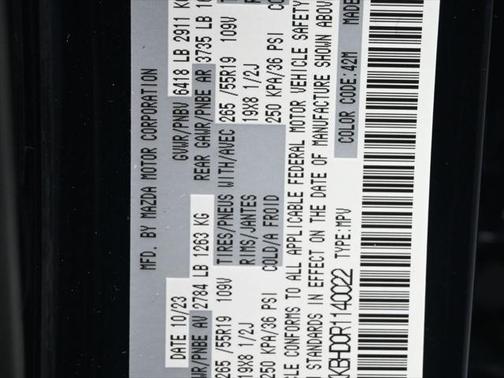 MFD. BY MAZDA MOTOR CORPORATION
DATE 10/23 GVWR/PNBV 6418 LB 2911
GAWR/PNBE AV 2784 LB 1263 KG REAR GAWR/PNBE AR 3735 LB
265 /55R19 109V TIRES/PNEUS WITH/AVEC 265 /55R19 109V
19X8 1/2J RIMS/JANTES 19X8 1/2J
250 KPA/36 PSI COLD/A FROID 250 KPA/36 PSI
CONFORMS TO ALL APPLICABLE FEDERAL MOTOR VEHICLE SAFETY
STANDARDS IN EFFECT ON THE DATE OF MANUFACTURE SHOWN ABOV
KKBHD0R1140022 TYPE:MPV COLOR CODE:42M MADE